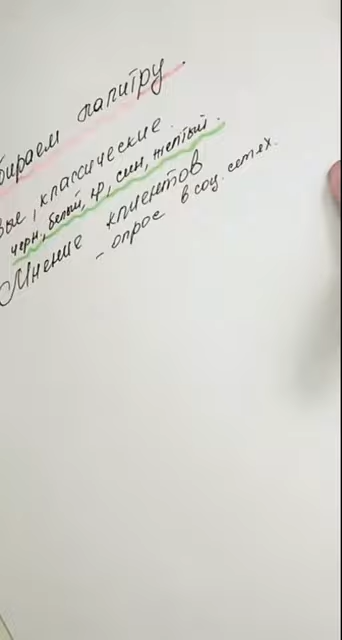 бираем палитру.
вые, классические.
черн, белый, кр, син, желтый.
Мнение клиентов
- опрос в соц. сетях.